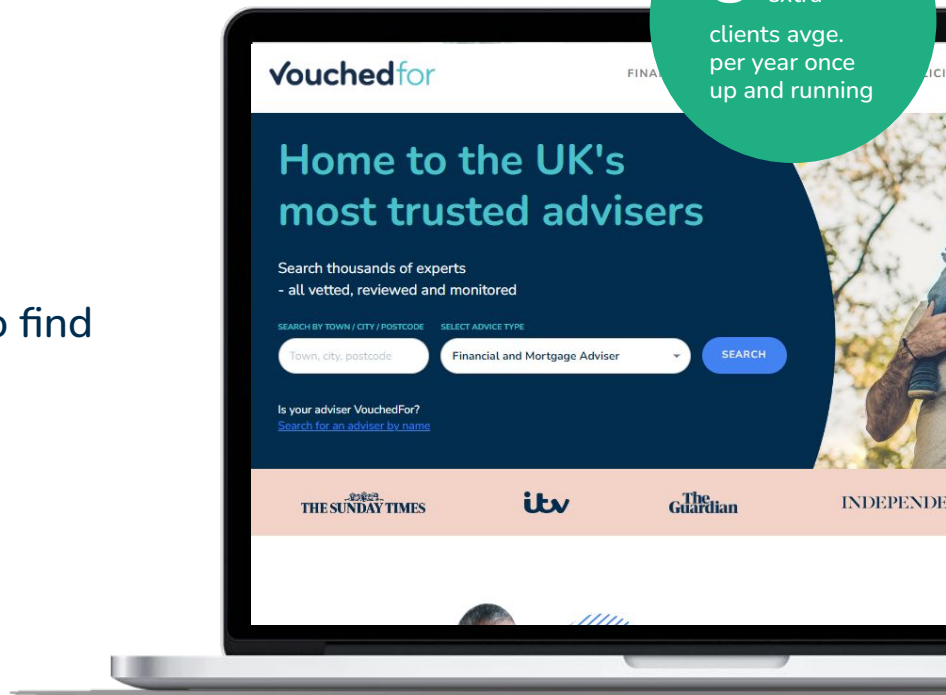 extra
clients avge.
per year once
up and running
Vouchedfor
Home to the UK's
most trusted advisers
Search thousands of experts
- all vetted, reviewed and monitored
o find
SEARCH BY TOWN / CITY / POSTCODE SELECT ADVICE TYPE
Town, city, postcode Financial and Mortgage Adviser SEARCH
Is your adviser VouchedFor?
Search for an adviser by name
THE SUNDAY TIMES itv The Guardian INDEPENDE